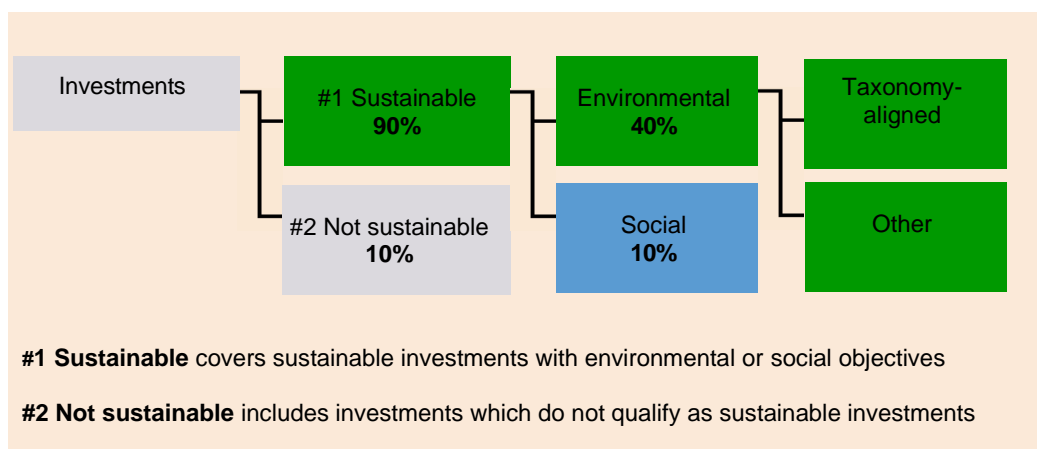 Investments
#1 Sustainable
90%
#2 Not sustainable
10%
Environmental
40%
Social
10%
Taxonomy-
aligned
Other
#1 Sustainable covers sustainable investments with environmental or social objectives
#2 Not sustainable includes investments which do not qualify as sustainable investments